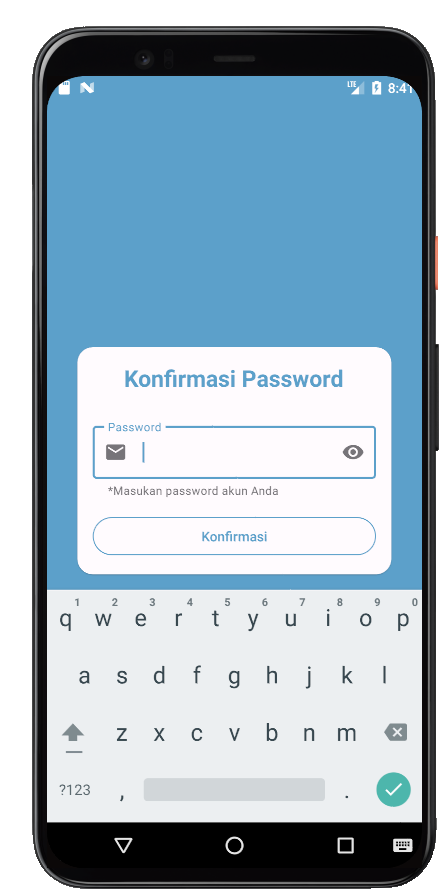 LTE 8:41
Konfirmasi Password
Password
*Masukan password akun Anda
Konfirmasi
1 2 3 4 5 6 7 8 9 0
q w e r t y u i o p
a s d f g h j k l
z x c v b n m
?123 , .